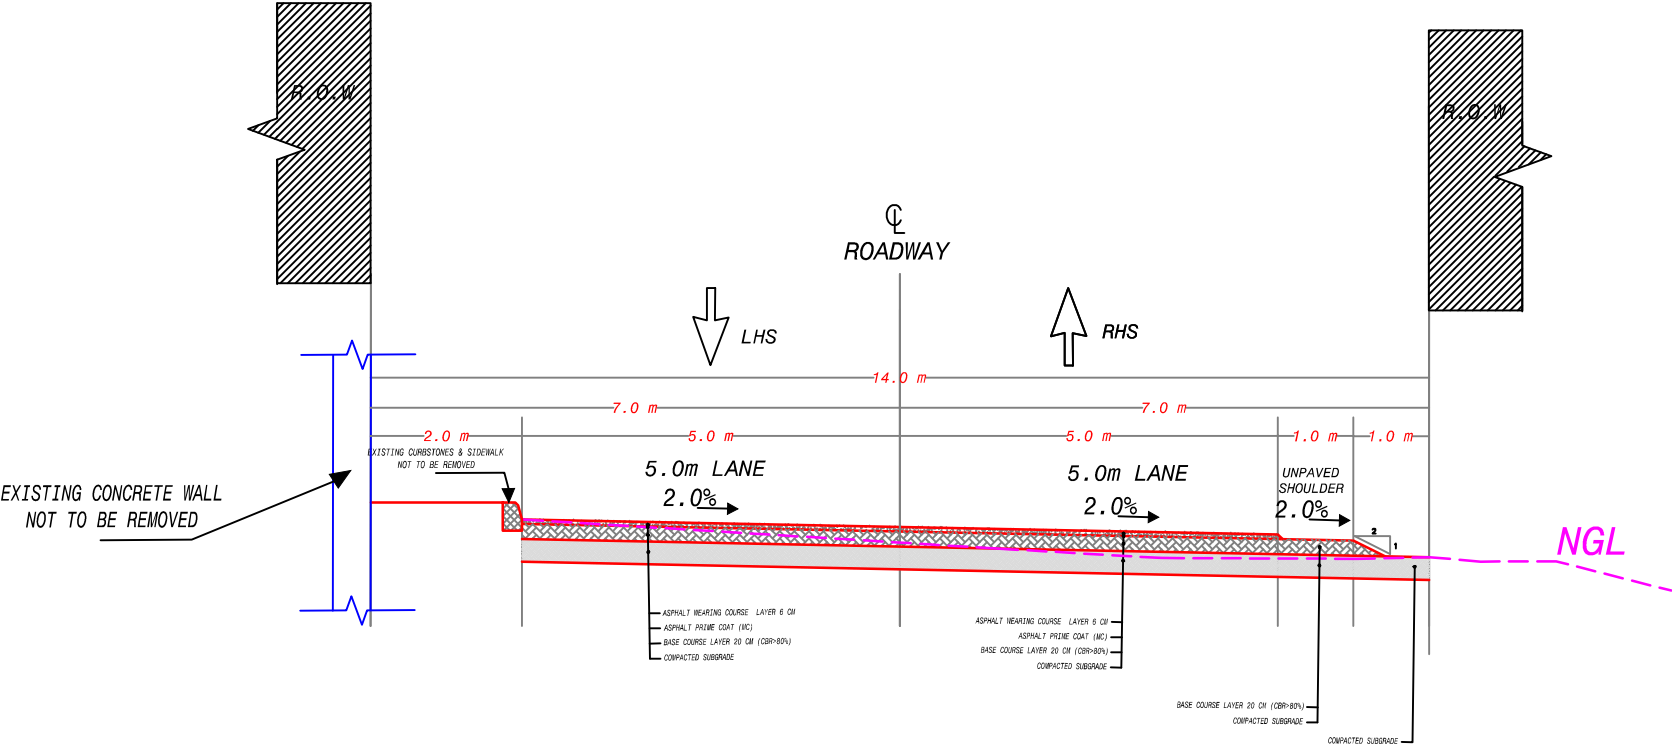 R.O.W
R.O.W
CL
ROADWAY
LHS
RHS
14.0 m
7.0 m
7.0 m
2.0 m
5.0 m
5.0 m
1.0 m
1.0 m
EXISTING CURBSTONES & SIDEWALK
NOT TO BE REMOVED
5.0m LANE
2.0%
5.0m LANE
2.0%
UNPAVED
SHOULDER
2.0%
EXISTING CONCRETE WALL
NOT TO BE REMOVED
2
1
NGL
ASPHALT WEARING COURSE LAYER 6 CM
ASPHALT PRIME COAT (MC)
BASE COURSE LAYER 20 CM (CBR>80%)
COMPACTED SUBGRADE
ASPHALT WEARING COURSE LAYER 6 CM
ASPHALT PRIME COAT (MC)
BASE COURSE LAYER 20 CM (CBR>80%)
COMPACTED SUBGRADE
BASE COURSE LAYER 20 CM (CBR>80%)
COMPACTED SUBGRADE
COMPACTED SUBGRADE